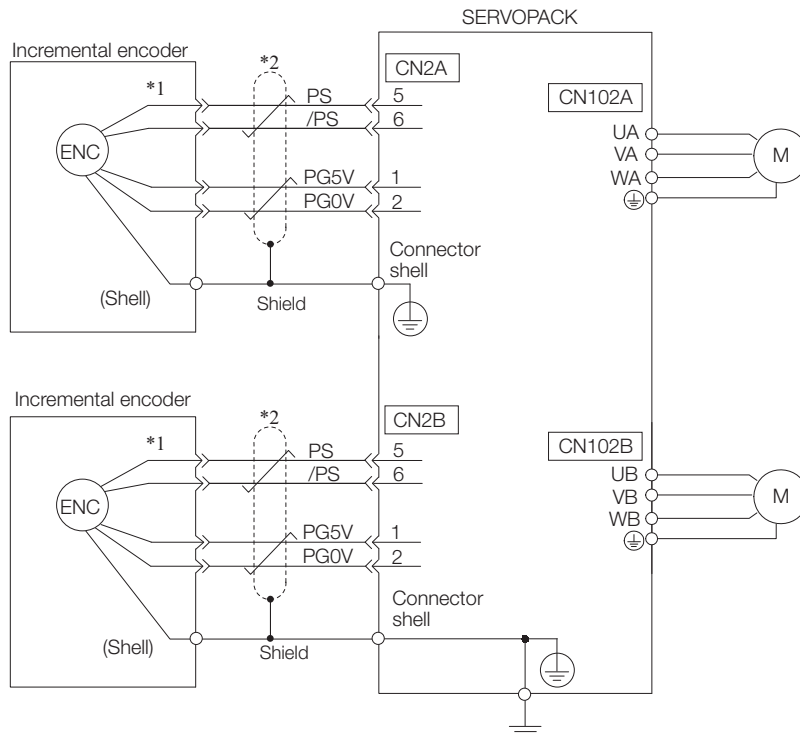 SERVOPACK
Incremental encoder
*1
*2
CN2A
CN102A
ENC
PS
5
/PS
6
PG5V
1
PG0V
2
UA
VA
WA
M
Connector
shell
(Shell)
Shield
Incremental encoder
*1
*2
CN2B
CN102B
ENC
PS
5
/PS
6
PG5V
1
PG0V
2
UB
VB
WB
M
Connector
shell
(Shell)
Shield